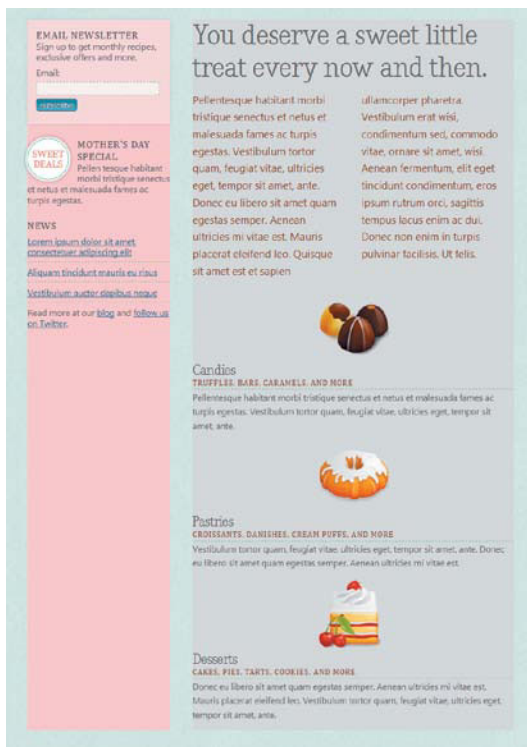 EMAIL NEWSLETTER
Sign up to get monthly recipes,
exclusive offers and more.
Email:
subscribe
SWEET
DEALS
MOTHER'S DAY
SPECIAL
Pellen tesque habitant
morbi tristique senectus
et netus et malesuada fames ac
turpis egestas.
NEWS
Lorem ipsum dolor sit amet
consectetuer adipiscing elit
Aliquam tincidunt mauris eu risus
Vestibulum auctor dapibus neque
Read more at our blog and follow us
on Twitter.
You deserve a sweet little
treat every now and then.
Pellentesque habitant morbi
tristique senectus et netus et
malesuada fames ac turpis
egestas. Vestibulum tortor
quam, feugiat vitae, ultricies
eget, tempor sit amet, ante.
Donec eu libero sit amet quam
egestas semper. Aenean
ultricies mi vitae est. Mauris
placerat eleifend leo. Quisque
sit amet est et sapien
ullamcorper pharetra.
Vestibulum erat wisi,
condimentum sed, commodo
vitae, ornare sit amet, wisi.
Aenean fermentum, elit eget
tincidunt condimentum, eros
ipsum rutrum orci, sagittis
tempus lacus enim ac dui.
Donec non enim in turpis
pulvinar facilisis. Ut felis.
Candies
TRUFFLES, BARS, CARAMELS, AND MORE
Pellentesque habitant morbi tristique senectus et netus et malesuada fames ac
turpis egestas. Vestibulum tortor quam, feugiat vitae, ultricies eget, tempor sit
amet, ante.
Pastries
CROISSANTS, DANISHES, CREAM PUFFS, AND MORE
Vestibulum tortor quam, feugiat vitae, ultricies eget, tempor sit amet, ante. Donec
eu libero sit amet quam egestas semper. Aenean ultricies mi vitae est.
Desserts
CAKES, PIES, TARTS, COOKIES, AND MORE
Donec eu libero sit amet quam egestas semper. Aenean ultricies mi vitae est.
Mauris placerat eleifend leo. Vestibulum tortor quam, feugiat vitae, ultricies eget,
tempor sit amet, ante.